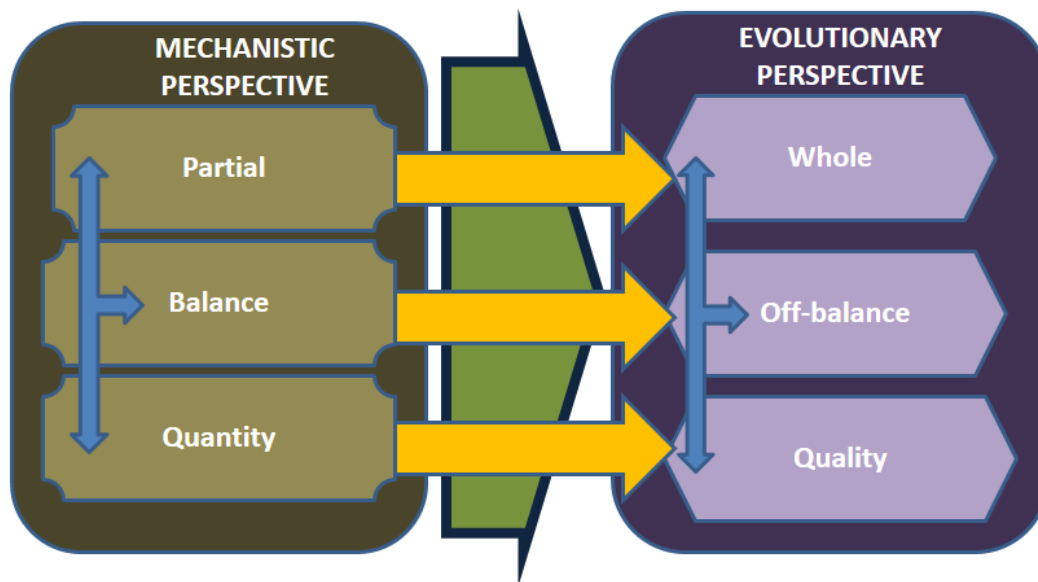 MECHANISTIC
PERSPECTIVE
Partial
Balance
Quantity
EVOLUTIONARY
PERSPECTIVE
Whole
Off-balance
Quality